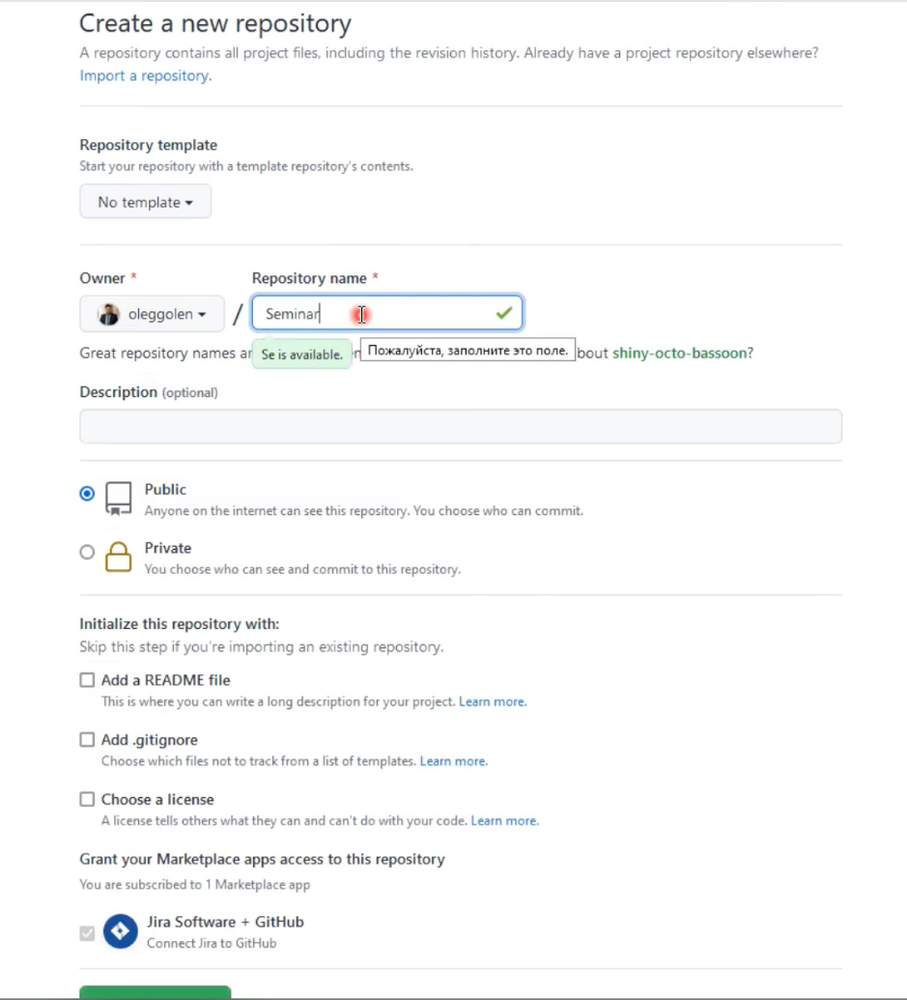 Create a new repository
A repository contains all project files, including the revision history. Already have a project repository elsewhere?
Import a repository.
Repository template
Start your repository with a template repository's contents.
No template
Owner * Repository name *
oleggolen / Seminar
Great repository names ar Se is available. Пожалуйста, заполните это поле. bout shiny-octo-bassoon?
Description (optional)
Public
Anyone on the internet can see this repository. You choose who can commit.
Private
You choose who can see and commit to this repository.
Initialize this repository with:
Skip this step if you're importing an existing repository.
Add a README file
This is where you can write a long description for your project. Learn more.
Add .gitignore
Choose which files not to track from a list of templates. Learn more.
Choose a license
A license tells others what they can and can't do with your code. Learn more.
Grant your Marketplace apps access to this repository
You are subscribed to 1 Marketplace app
Jira Software + GitHub
Connect Jira to GitHub